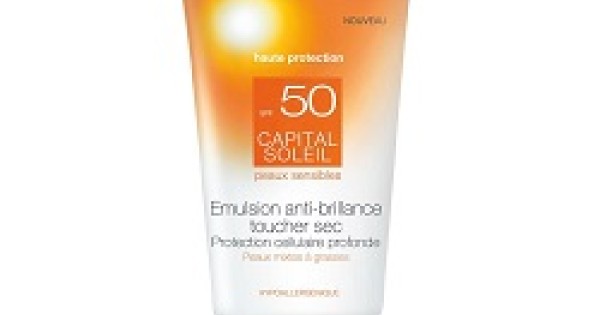 NOUVEAU
haute protection
SPF 50
CAPITAL
SOLEIL
peaux sensibles
Emulsion anti-brillance
toucher sec
Protection cellulaire profonde
Peaux mixtes à grasses
HYPOALLERGENIQUE